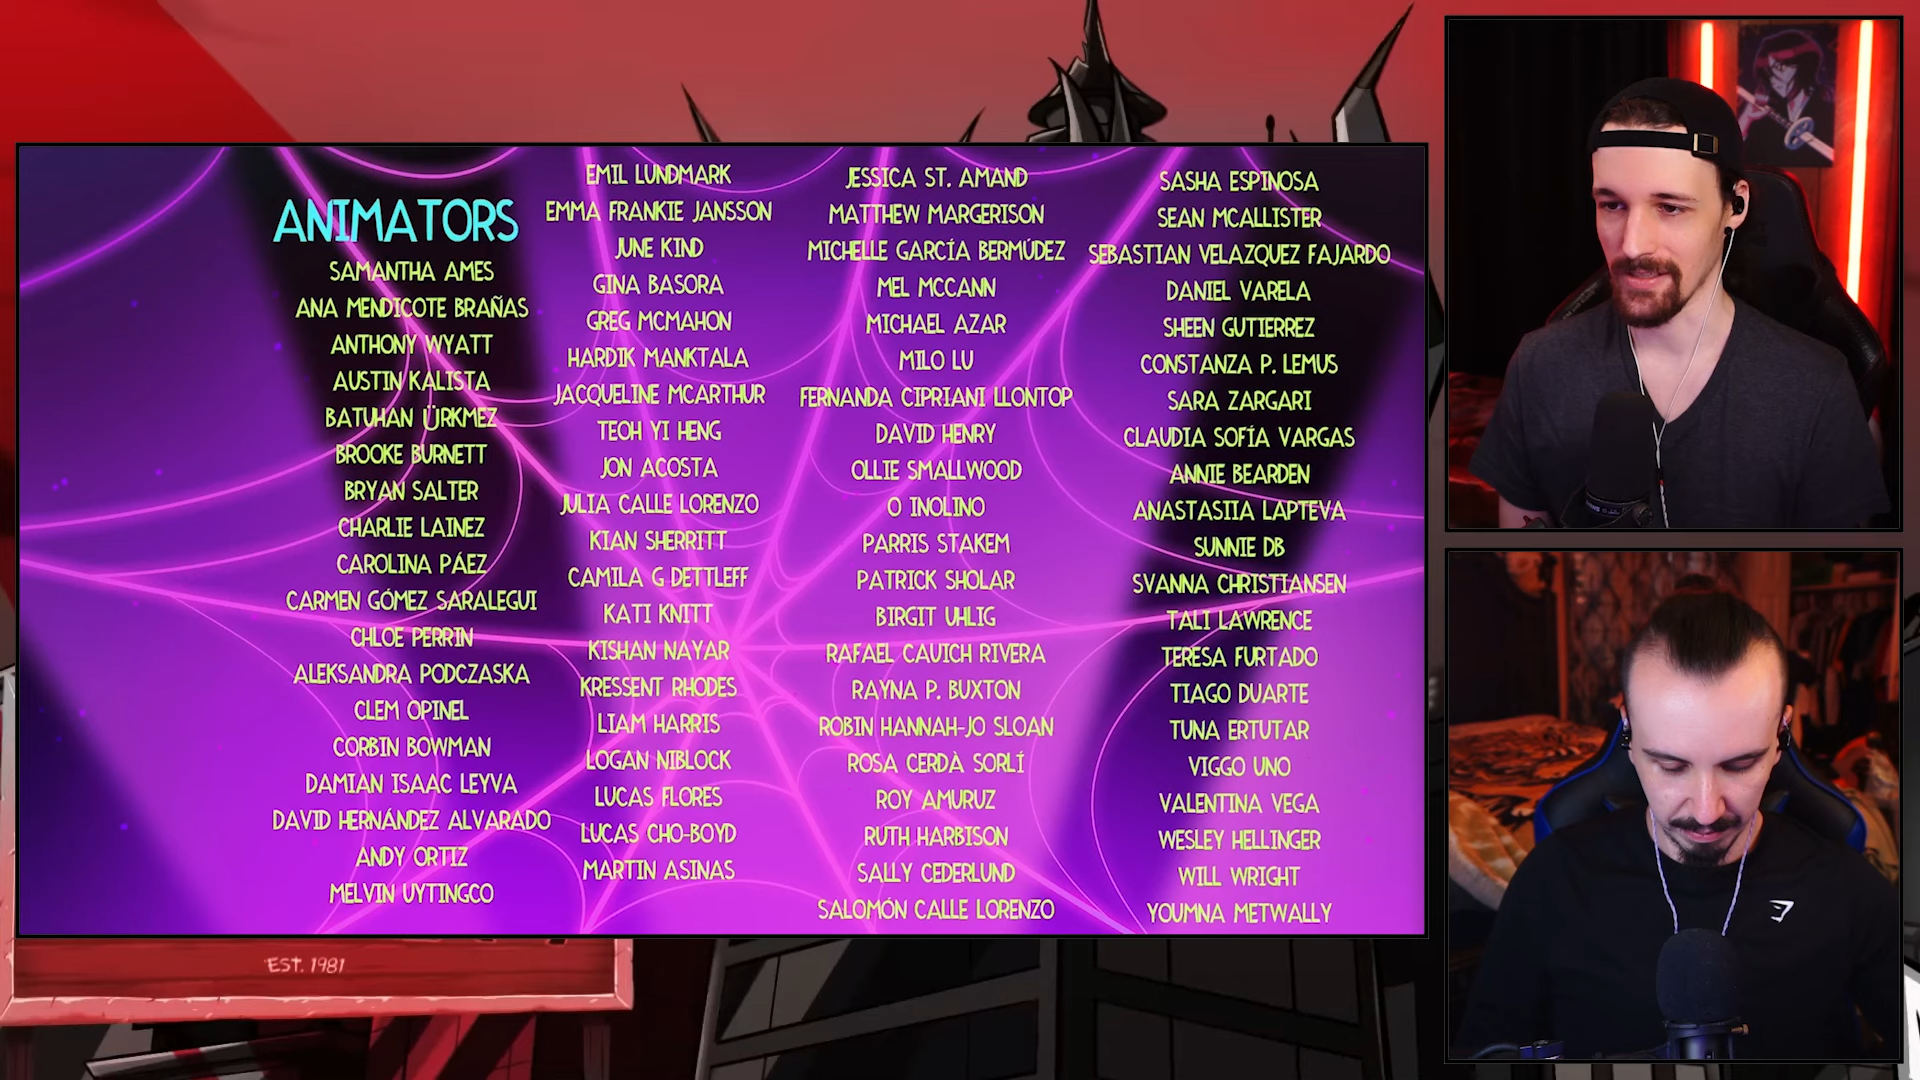 ANIMATORS
SAMANTHA AMES
ANA MENDICOTE BRAÑAS
ANTHONY WYATT
AUSTIN KALISTA
BATUHAN ÜRKMEZ
BROOKE BURNETT
BRYAN SALTER
CHARLIE LAINEZ
CAROLINA PÁEZ
CARMEN GÓMEZ SARALEGUI
CHLOE PERRIN
ALEKSANDRA PODCZASKA
CLEM OPINEL
CORBIN BOWMAN
DAMIAN ISAAC LEYVA
DAVID HERNÁNDEZ ALVARADO
ANDY ORTIZ
MELVIN UYTINGCO
EMIL LUNDMARK
EMMA FRANKIE JANSSON
JUNE KIND
GINA BASORA
GREG MCMAHON
HARDIK MANKTALA
JACQUELINE MCARTHUR
TEOH YI HENG
JON ACOSTA
JULIA CALLE LORENZO
KIAN SHERRITT
CAMILA G DETTLEFF
KATI KNITT
KISHAN NAYAR
KRESSENT RHODES
LIAM HARRIS
LOGAN NIBLOCK
LUCAS FLORES
LUCAS CHO-BOYD
MARTIN ASINAS
JESSICA ST. AMAND
MATTHEW MARGERISON
MICHELLE GARCÍA BERMÚDEZ
MEL MCCANN
MICHAEL AZAR
MILO LU
FERNANDA CIPRIANI LLONTOP
DAVID HENRY
OLLIE SMALLWOOD
O INOLINO
PARRIS STAKEM
PATRICK SHOLAR
BIRGIT UHLIG
RAFAEL CAUICH RIVERA
RAYNA P. BUXTON
ROBIN HANNAH-JO SLOAN
ROSA CERDÀ SORLÍ
ROY AMURUZ
RUTH HARBISON
SALLY CEDERLUND
SALOMÓN CALLE LORENZO
SASHA ESPINOSA
SEAN MCALLISTER
SEBASTIAN VELAZQUEZ FAJARDO
DANIEL VARELA
SHEEN GUTIERREZ
CONSTANZA P. LEMUS
SARA ZARGARI
CLAUDIA SOFÍA VARGAS
ANNIE BEARDEN
ANASTASIIA LAPTEVA
SUNNIE DB
SVANNA CHRISTIANSEN
TALI LAWRENCE
TERESA FURTADO
TIAGO DUARTE
TUNA ERTUTAR
VIGGO UNO
VALENTINA VEGA
WESLEY HELLINGER
WILL WRIGHT
YOUMNA METWALLY
EST. 1981